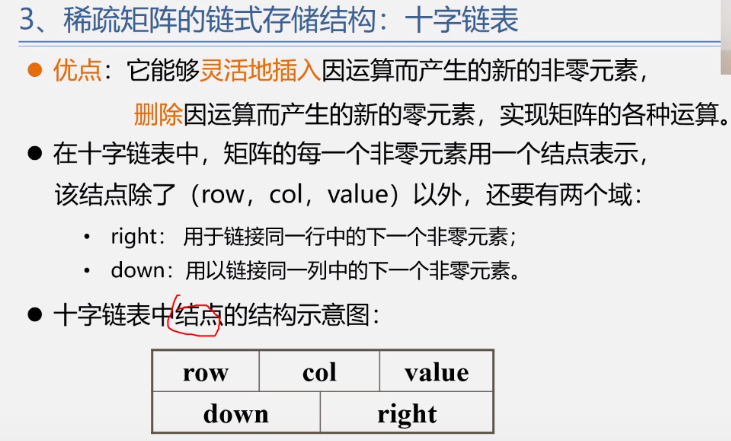 3、稀疏矩阵的链式存储结构：十字链表
● 优点：它能够灵活地插入因运算而产生的新的非零元素，
删除因运算而产生的新的零元素，实现矩阵的各种运算。
● 在十字链表中，矩阵的每一个非零元素用一个结点表示，
该结点除了（row，col，value）以外，还要有两个域：
• right： 用于链接同一行中的下一个非零元素；
• down：用以链接同一列中的下一个非零元素。
● 十字链表中结点的结构示意图：
row col value
down right